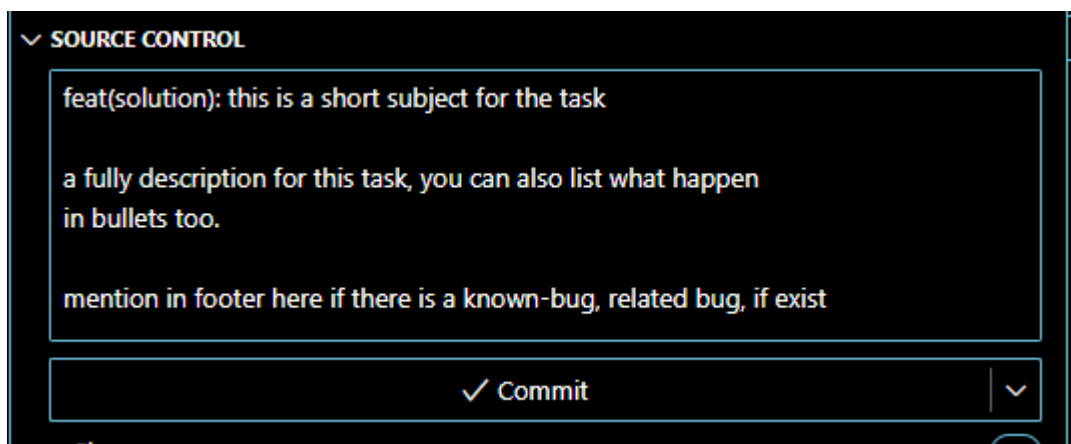 SOURCE CONTROL
feat(solution): this is a short subject for the task
a fully description for this task, you can also list what happen
in bullets too.
mention in footer here if there is a known-bug, related bug, if exist
Commit